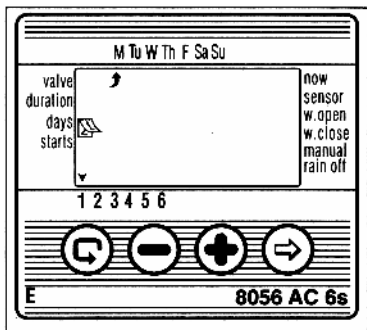 M Tu W Th F Sa Su
valve
duration
days
starts
now
sensor
w.open
w.close
manual
rain off
1 2 3 4 5 6
E
8056 AC 6s